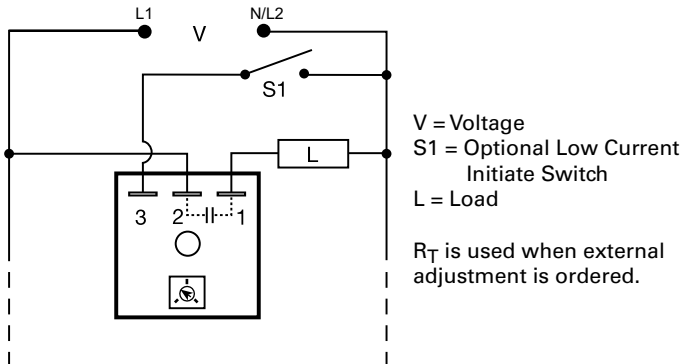 L1
V
N/L2
S1
L
3
2
1
V = Voltage
S1 = Optional Low Current
Initiate Switch
L = Load
RT is used when external
adjustment is ordered.